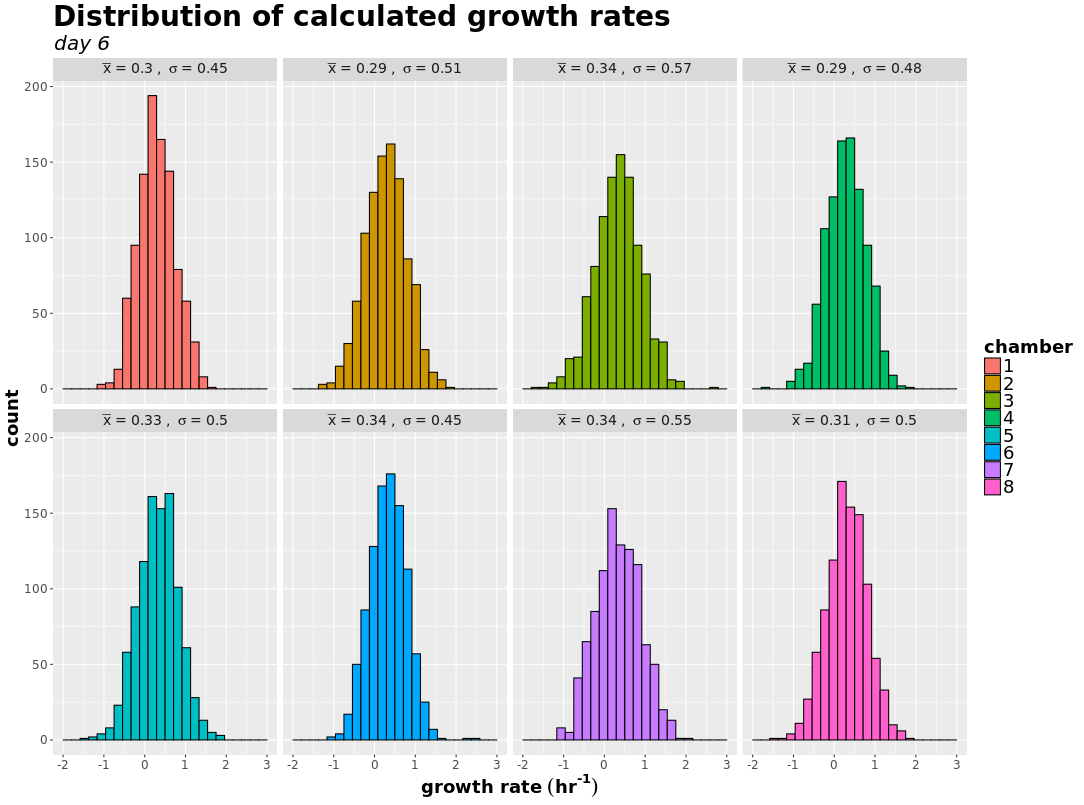 Distribution of calculated growth rates
day 6
x̅ = 0.3 , σ = 0.45
x̅ = 0.29 , σ = 0.51
x̅ = 0.34 , σ = 0.57
x̅ = 0.29 , σ = 0.48
200
150
100
50
0
x̅ = 0.33 , σ = 0.5
x̅ = 0.34 , σ = 0.45
x̅ = 0.34 , σ = 0.55
x̅ = 0.31 , σ = 0.5
200
150
100
50
0
-2 -1 0 1 2 3
-2 -1 0 1 2 3
-2 -1 0 1 2 3
-2 -1 0 1 2 3
count
growth rate (hr⁻¹)
chamber
1
2
3
4
5
6
7
8